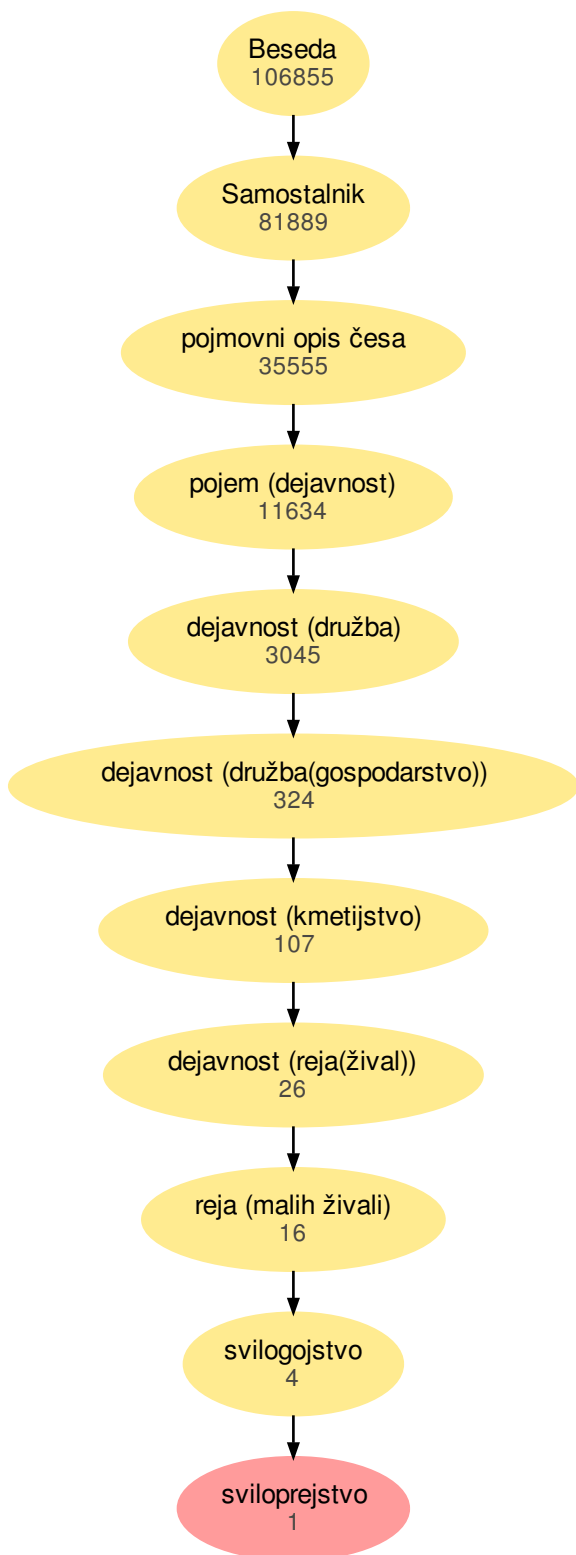 Beseda
106855
Samostalnik
81889
pojmovni opis česa
35555
pojem (dejavnost)
11634
dejavnost (družba)
3045
dejavnost (družba(gospodarstvo))
324
dejavnost (kmetijstvo)
107
dejavnost (reja(žival))
26
reja (malih živali)
16
svilogojstvo
4
sviloprejstvo
1